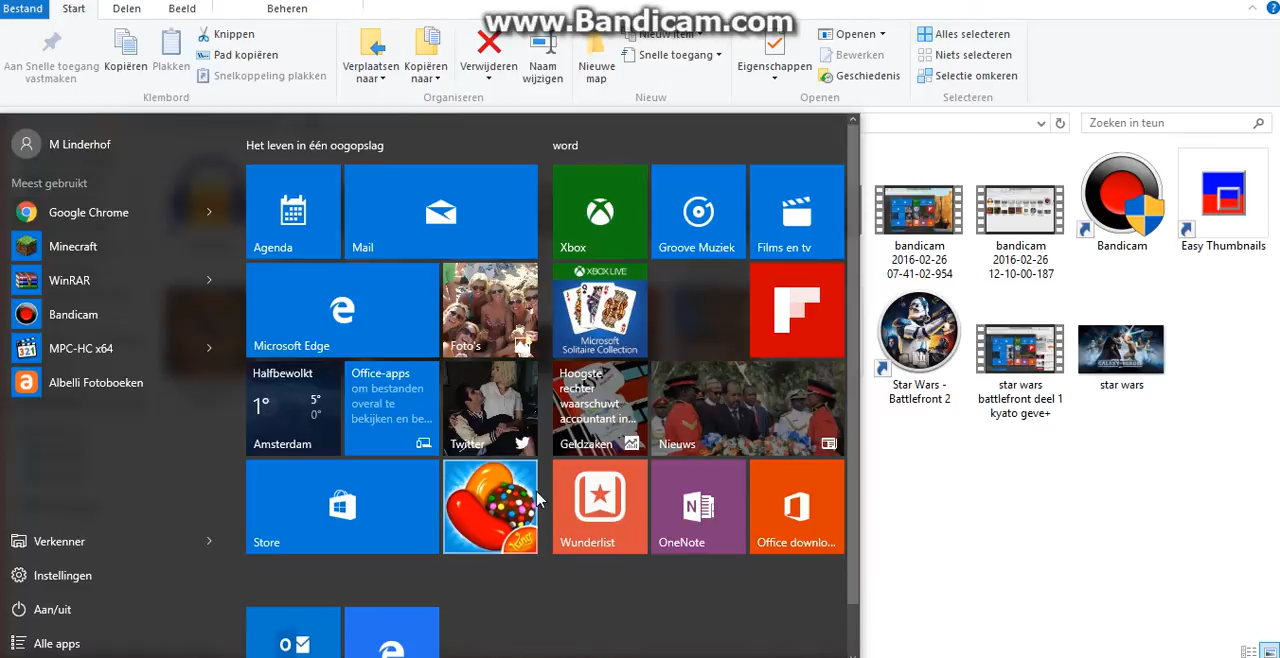 Bestand
Start
Delen
Beeld
Beheren
www.Bandicam.com
Aan Snelle toegang
vastmaken
Kopiëren
Plakken
Knippen
Pad kopiëren
Snelkoppeling plakken
Klembord
Verplaatsen
naar
Kopiëren
naar
Verwijderen
Naam
wijzigen
Organiseren
Nieuwe
map
Nieuw item
Snelle toegang
Nieuw
Eigenschappen
Openen
Bewerken
Geschiedenis
Openen
Alles selecteren
Niets selecteren
Selectie omkeren
Selecteren
Zoeken in teun
M Linderhof
Meest gebruikt
Google Chrome
Minecraft
WinRAR
Bandicam
MPC-HC x64
Albelli Fotoboeken
Verkenner
Instellingen
Aan/uit
Alle apps
Het leven in één oogopslag
Agenda
Mail
Microsoft Edge
Foto's
Halfbewolkt
1°
5°
0°
Amsterdam
Office-apps
om bestanden
overal te
bekijken en be...
Twitter
Store
King
word
Xbox
Groove Muziek
Films en tv
XBOX LIVE
Microsoft
Solitaire Collection
Hoogste
rechter
waarschuwt
accountant in...
Geldzaken
Nieuws
Wunderlist
OneNote
Office downlo...
bandicam
2016-02-26
07-41-02-954
bandicam
2016-02-26
12-10-00-187
Bandicam
Easy Thumbnails
Star Wars -
Battlefront 2
star wars
battlefront deel 1
kyato geve+
star wars